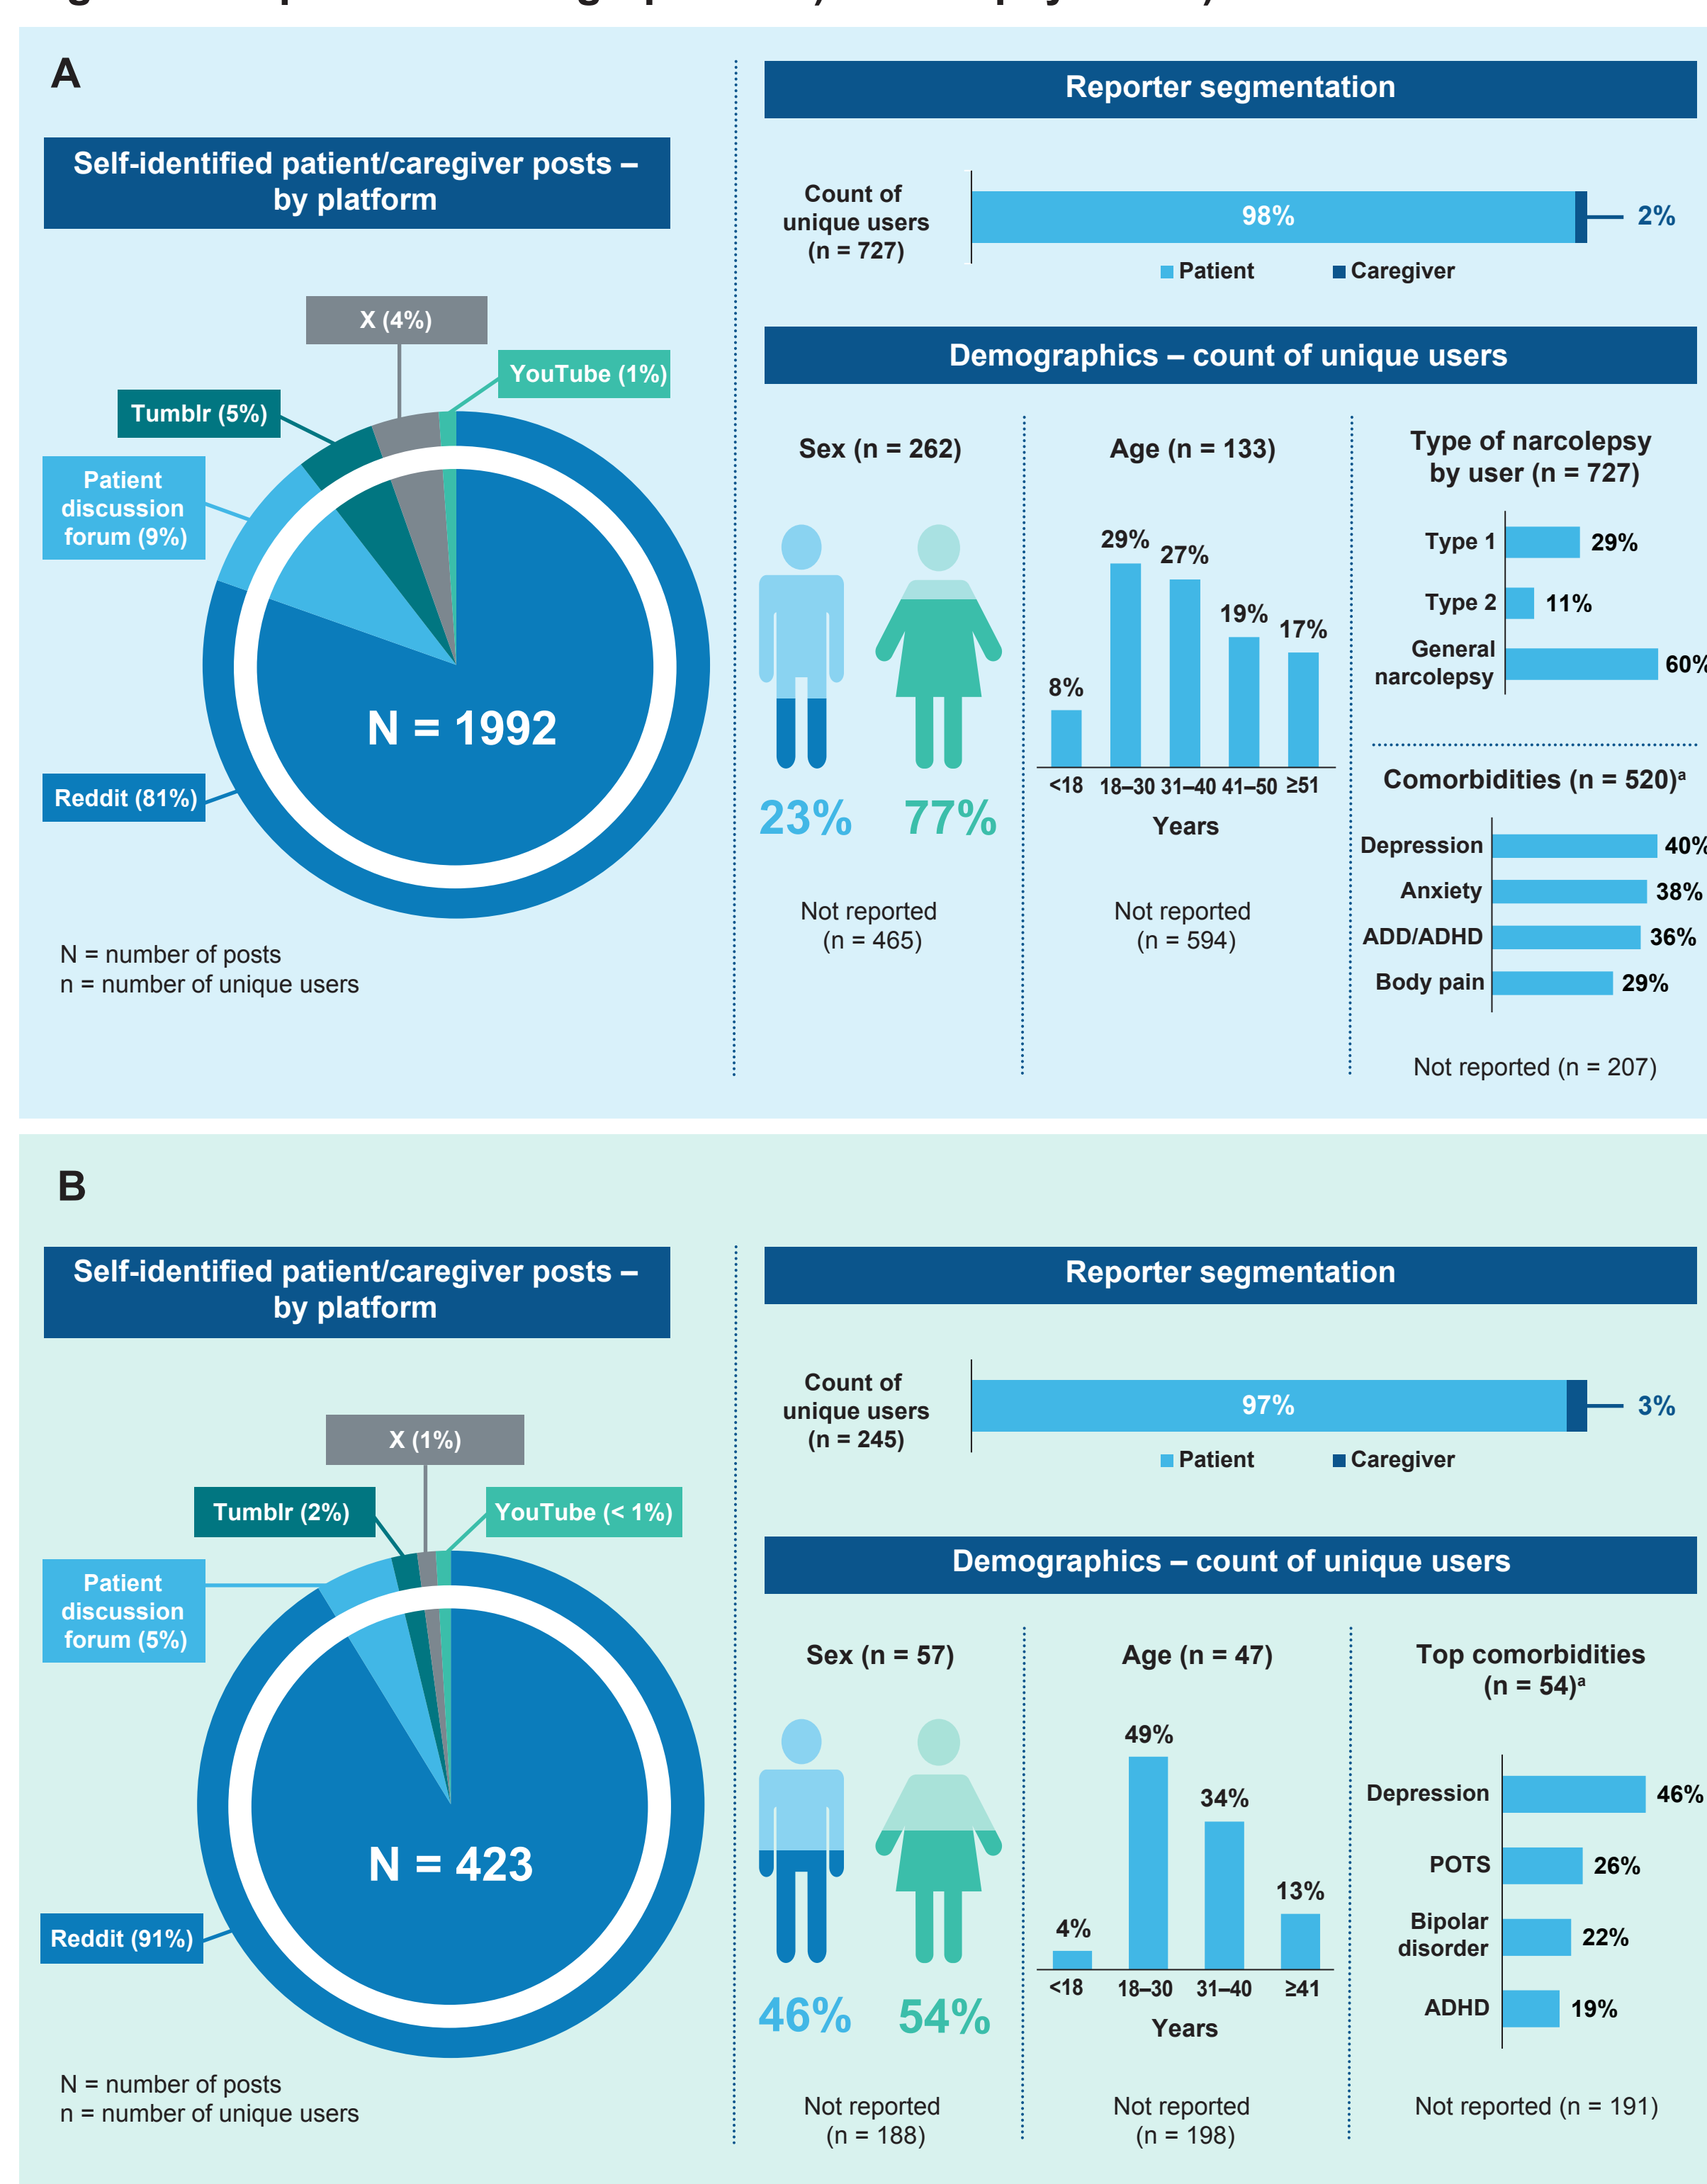 A
Self-identified patient/caregiver posts –
by platform
X (4%)
YouTube (1%)
Tumblr (5%)
Patient
discussion
forum (9%)
N = 1992
Reddit (81%)
N = number of posts
n = number of unique users
Reporter segmentation
Count of
unique users
(n = 727)
98%
2%
Patient
Caregiver
Demographics – count of unique users
Sex (n = 262)
23%
77%
Not reported
(n = 465)
Age (n = 133)
8%
29%
27%
19%
17%
<18
18–30
31–40
41–50
≥51
Years
Not reported
(n = 594)
Type of narcolepsy
by user (n = 727)
Type 1
29%
Type 2
11%
General
narcolepsy
60%
Comorbidities (n = 520)ᵃ
Depression
40%
Anxiety
38%
ADD/ADHD
36%
Body pain
29%
Not reported (n = 207)
B
Self-identified patient/caregiver posts –
by platform
X (1%)
Tumblr (2%)
YouTube (< 1%)
Patient
discussion
forum (5%)
N = 423
Reddit (91%)
N = number of posts
n = number of unique users
Reporter segmentation
Count of
unique users
(n = 245)
97%
3%
Patient
Caregiver
Demographics – count of unique users
Sex (n = 57)
46%
54%
Not reported
(n = 188)
Age (n = 47)
4%
49%
34%
13%
<18
18–30
31–40
≥41
Years
Not reported
(n = 198)
Top comorbidities
(n = 54)ᵃ
Depression
46%
POTS
26%
Bipolar
disorder
22%
ADHD
19%
Not reported (n = 191)